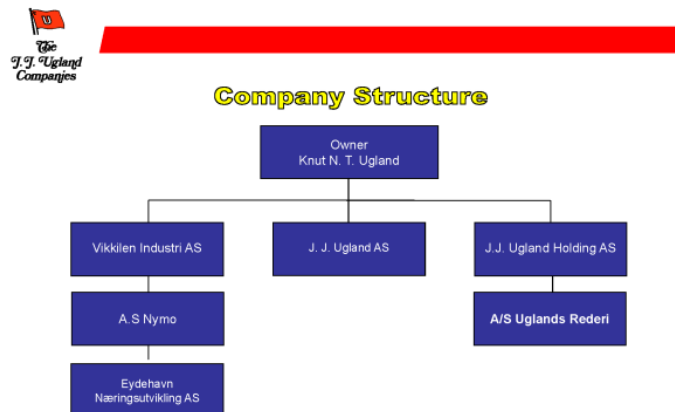 U
The
J. J. Ugland
Companies
Company Structure
Owner
Knut N. T. Ugland
Vikkilen Industri AS
J. J. Ugland AS
J.J. Ugland Holding AS
A.S Nymo
A/S Uglands Rederi
Eydehavn
Næringsutvikling AS